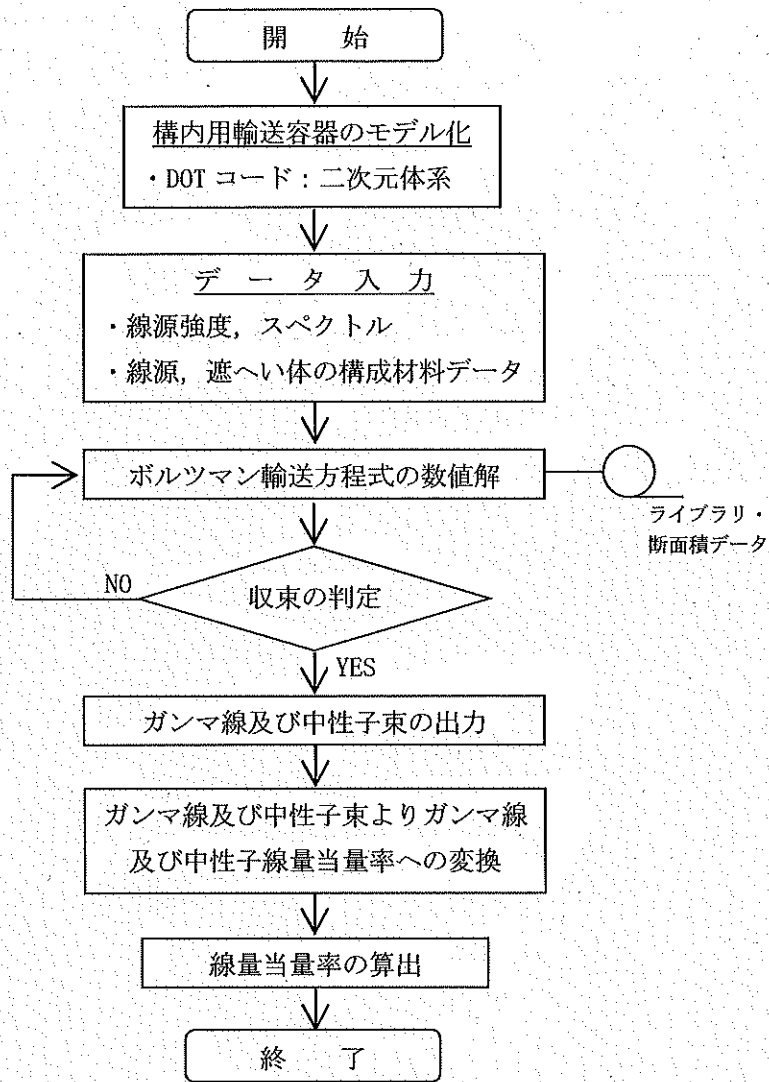 開 始
構内用輸送容器のモデル化
・DOT コード：二次元体系
デ ー タ 入 力
・線源強度，スペクトル
・線源，遮へい体の構成材料データ
ボルツマン輸送方程式の数値解
ライブラリ・
断面積データ
NO
収束の判定
YES
ガンマ線及び中性子束の出力
ガンマ線及び中性子束よりガンマ線
及び中性子線量当量率への変換
線量当量率の算出
終 了